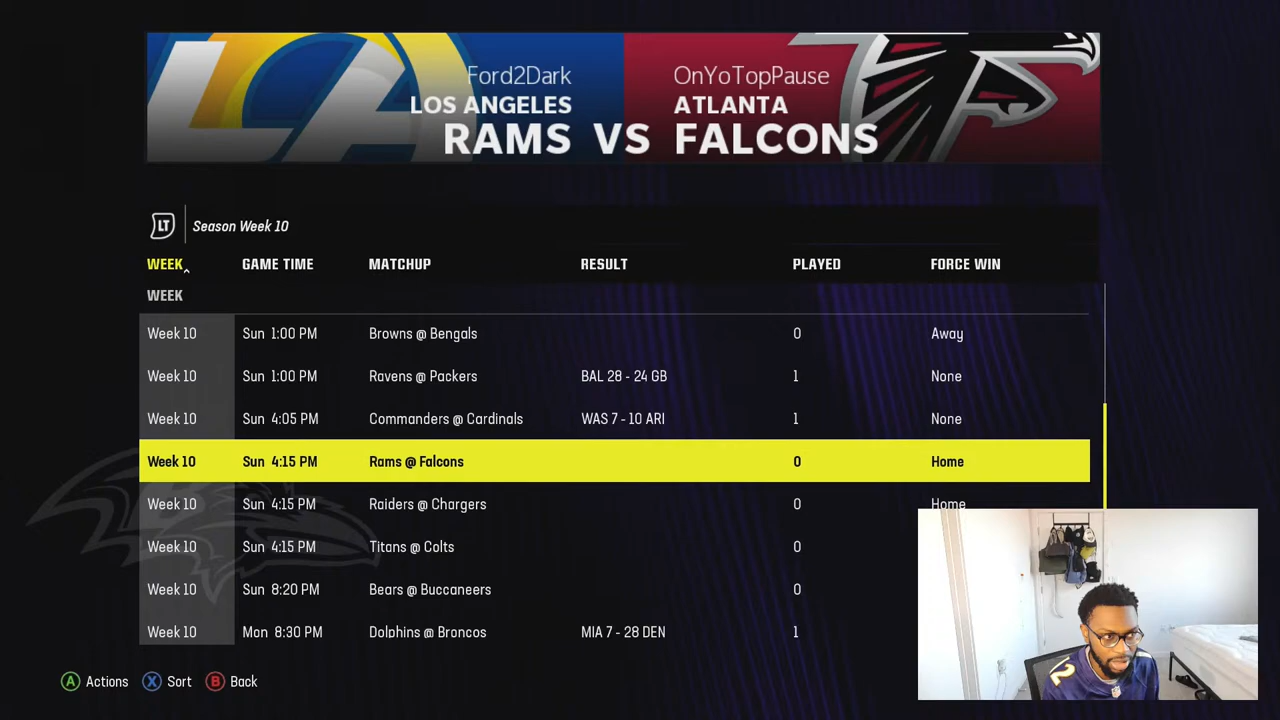 Ford2Dark
LOS ANGELES
RAMS
VS
OnYoTopPause
ATLANTA
FALCONS
LT Season Week 10
WEEK GAME TIME MATCHUP RESULT PLAYED FORCE WIN
WEEK
Week 10 Sun 1:00 PM Browns @ Bengals 0 Away
Week 10 Sun 1:00 PM Ravens @ Packers BAL 28 - 24 GB 1 None
Week 10 Sun 4:05 PM Commanders @ Cardinals WAS 7 - 10 ARI 1 None
Week 10 Sun 4:15 PM Rams @ Falcons 0 Home
Week 10 Sun 4:15 PM Raiders @ Chargers 0 Home
Week 10 Sun 4:15 PM Titans @ Colts 0
Week 10 Sun 8:20 PM Bears @ Buccaneers 0
Week 10 Mon 8:30 PM Dolphins @ Broncos MIA 7 - 28 DEN 1
A Actions X Sort B Back